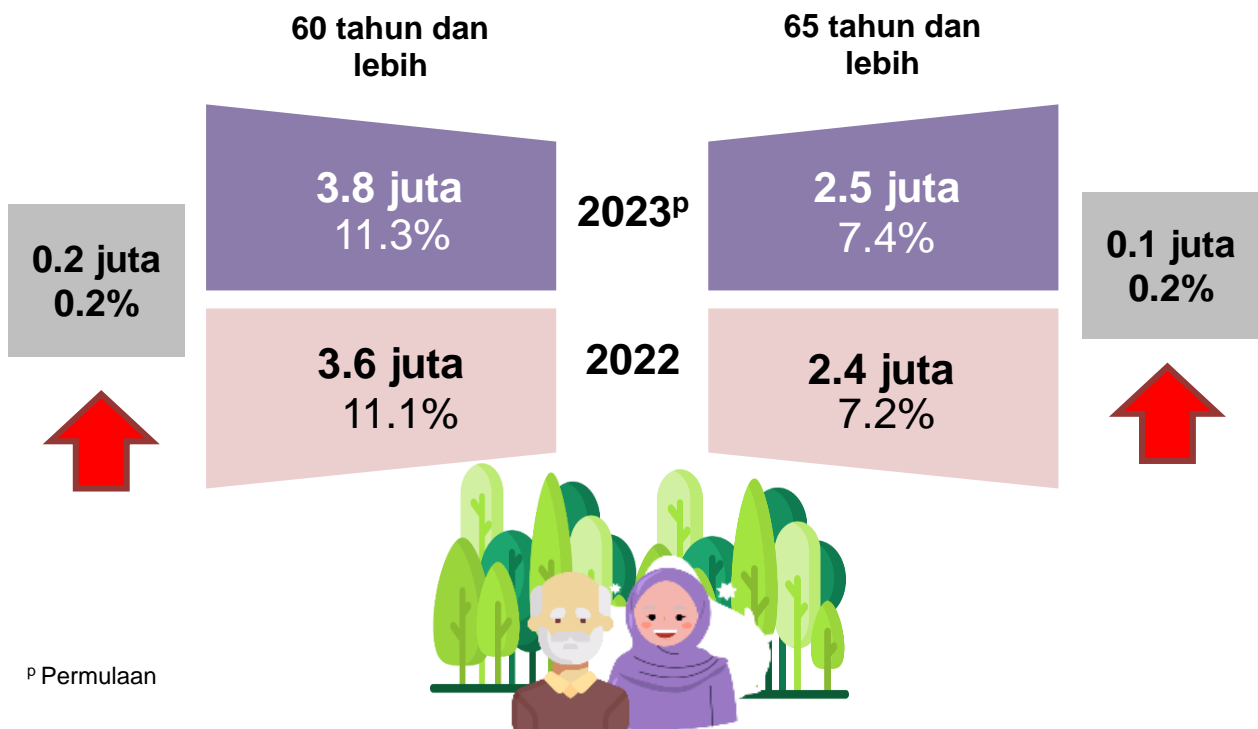 60 tahun dan
lebih
65 tahun dan
lebih
3.8 juta
11.3%
2023ᵖ
2.5 juta
7.4%
0.2 juta
0.2%
0.1 juta
0.2%
3.6 juta
11.1%
2022
2.4 juta
7.2%
ᵖ Permulaan